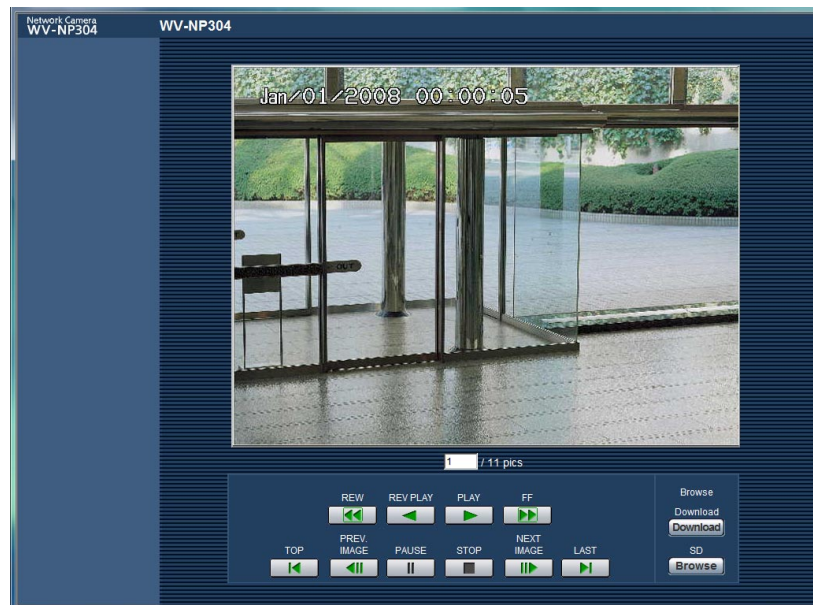 Network Camera
WV-NP304
WV-NP304
Jan/01/2008 00:00:05
OUT
1 / 11 pics
REW REV PLAY PLAY FF
TOP PREV. IMAGE PAUSE STOP NEXT IMAGE LAST
Browse
Download
Download
SD
Browse